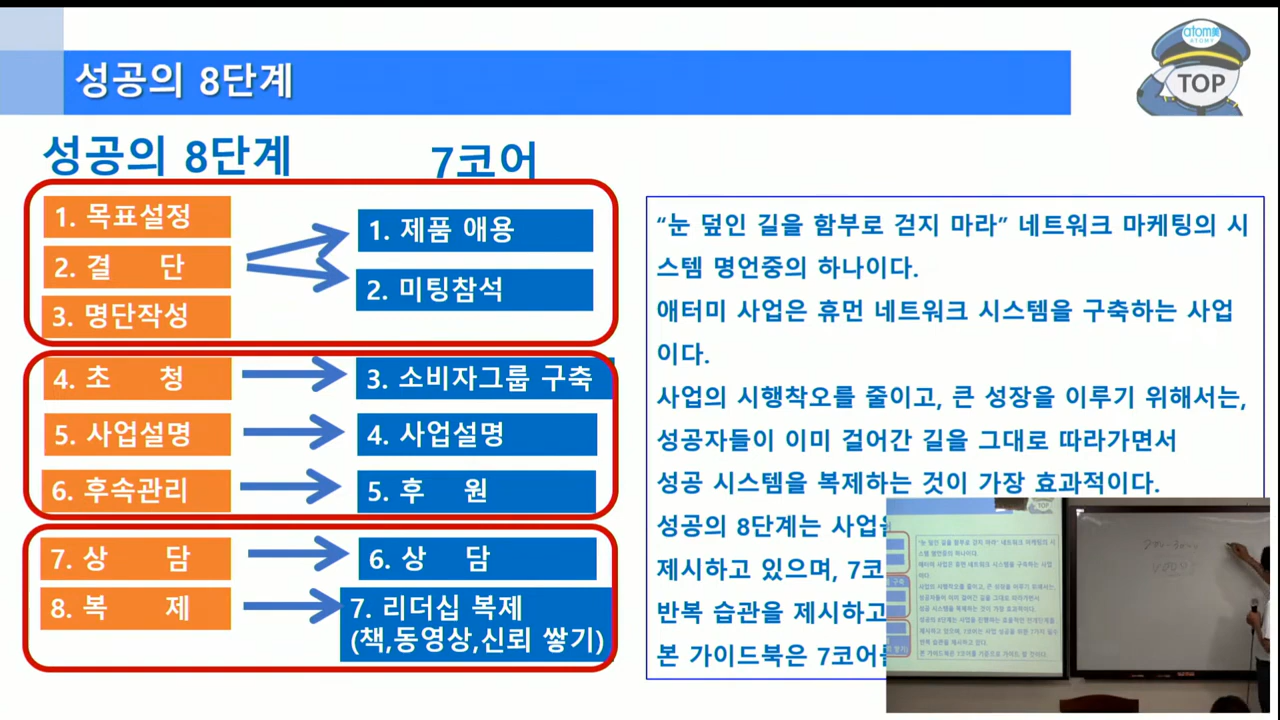 성공의 8단계
atom美
ATOMY
TOP
성공의 8단계
7코어
1. 목표설정
2. 결 단
3. 명단작성
1. 제품 애용
2. 미팅참석
4. 초 청
5. 사업설명
6. 후속관리
3. 소비자그룹 구축
4. 사업설명
5. 후 원
7. 상 담
8. 복 제
6. 상 담
7. 리더십 복제
(책,동영상,신뢰 쌓기)
“눈 덮인 길을 함부로 걷지 마라” 네트워크 마케팅의 시
스템 명언중의 하나이다.
애터미 사업은 휴먼 네트워크 시스템을 구축하는 사업
이다.
사업의 시행착오를 줄이고, 큰 성장을 이루기 위해서는,
성공자들이 이미 걸어간 길을 그대로 따라가면서
성공 시스템을 복제하는 것이 가장 효과적이다.
성공의 8단계는 사업을
제시하고 있으며, 7코
반복 습관을 제시하고
본 가이드북은 7코어를